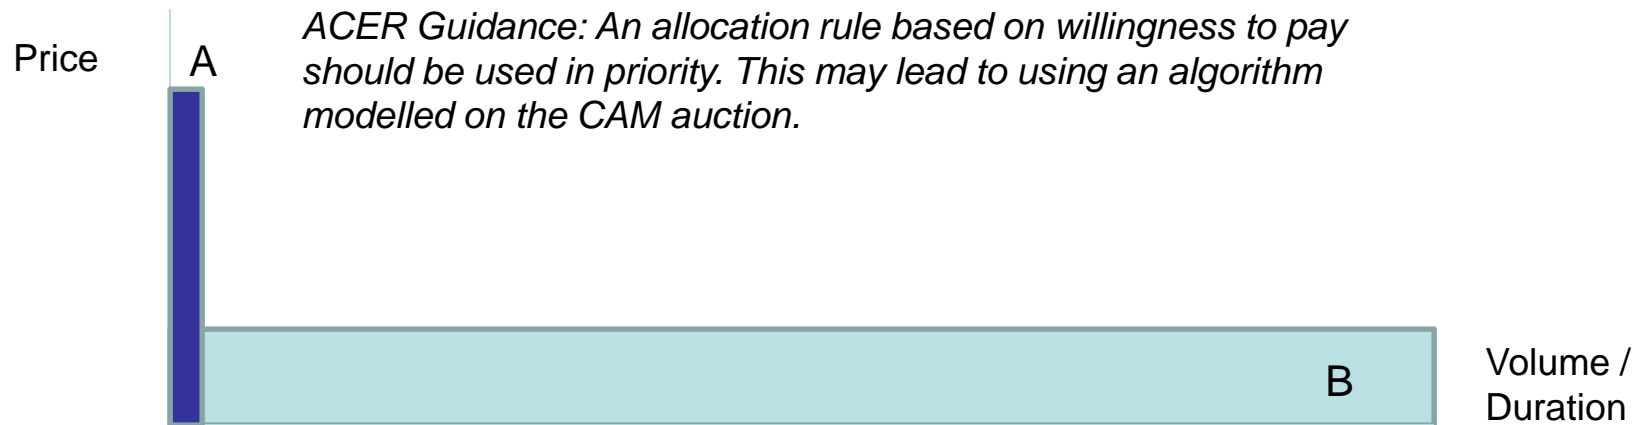 Price
A
ACER Guidance: An allocation rule based on willingness to pay
should be used in priority. This may lead to using an algorithm
modelled on the CAM auction.
B
Volume /
Duration